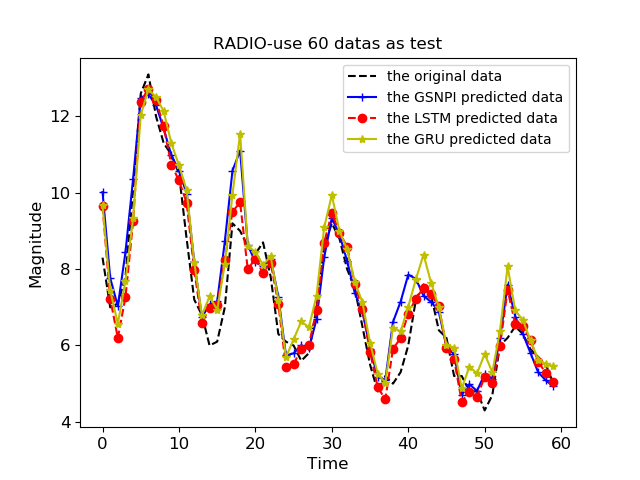 RADIO-use 60 datas as test
the original data
the GSNPI predicted data
the LSTM predicted data
the GRU predicted data
Magnitude
12
10
8
6
4
0 10 20 30 40 50 60
Time